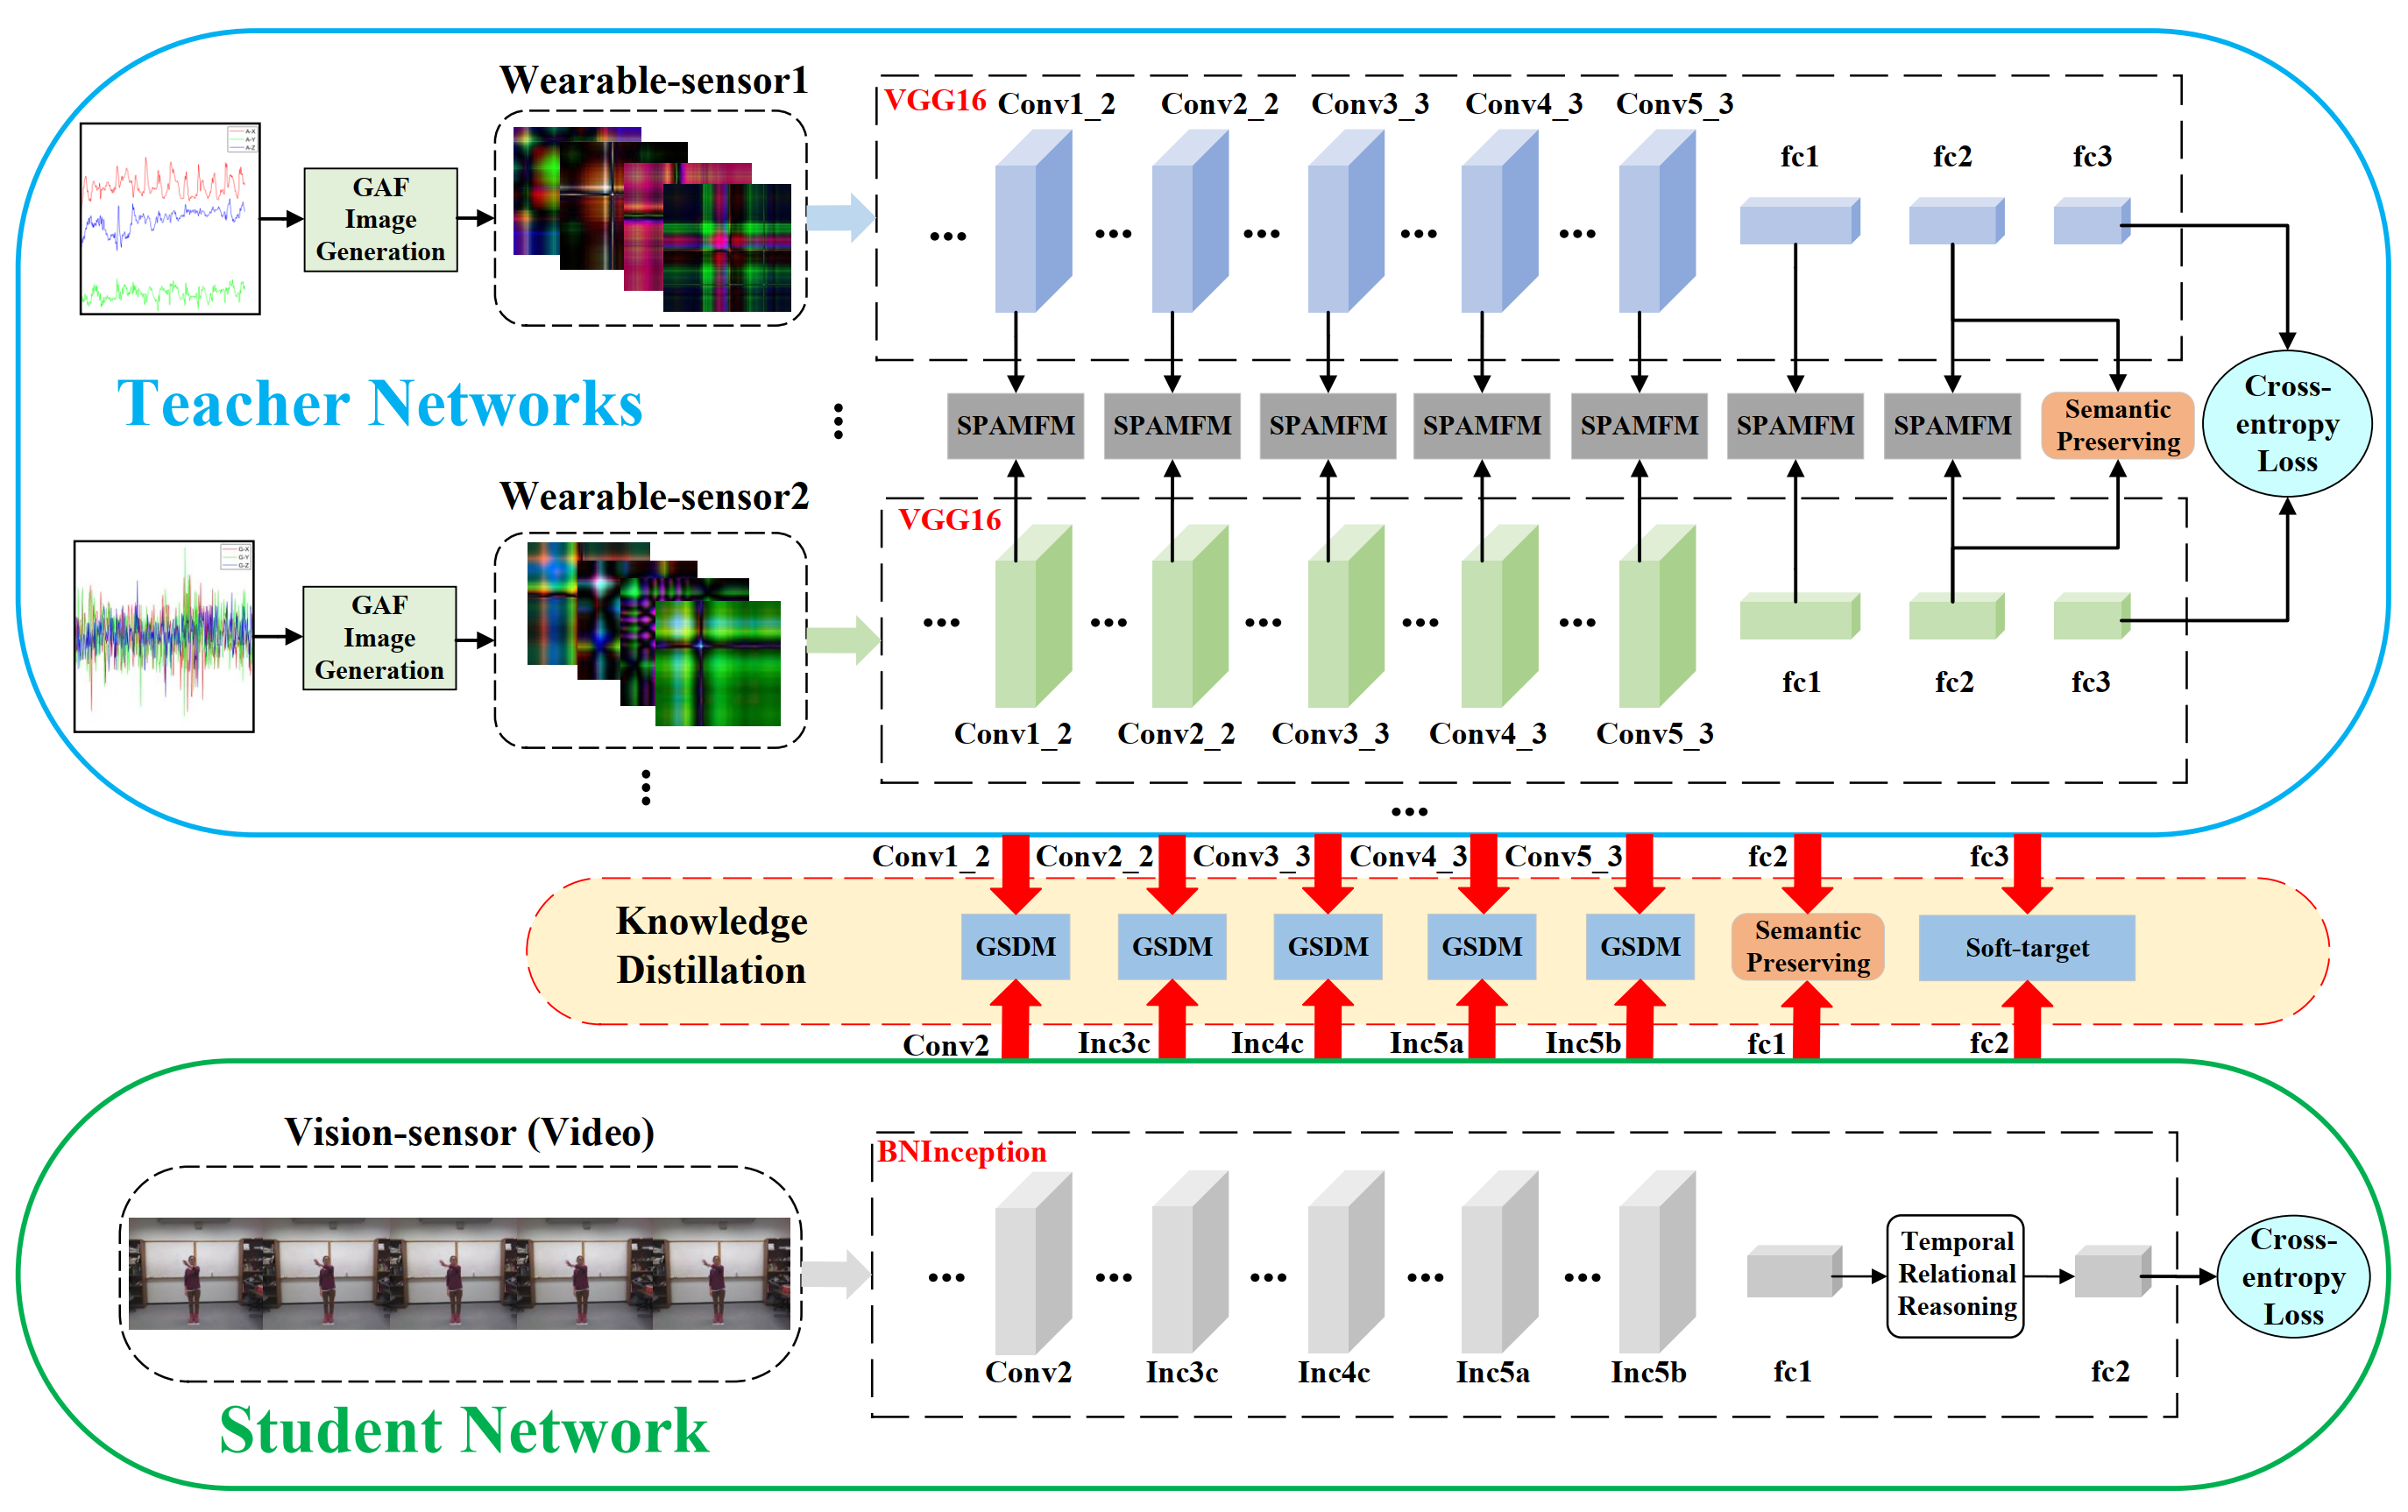 Wearable-sensor1
VGG16
Conv1_2
Conv2_2
Conv3_3
Conv4_3
Conv5_3
fc1
fc2
fc3
A-X
A-Y
A-Z
GAF
Image
Generation
...
...
...
...
...
Teacher Networks
...
SPAMFM
SPAMFM
SPAMFM
SPAMFM
SPAMFM
SPAMFM
SPAMFM
Semantic
Preserving
Cross-
entropy
Loss
Wearable-sensor2
VGG16
G-X
G-Y
G-Z
GAF
Image
Generation
...
...
...
...
...
fc1
fc2
fc3
Conv1_2
Conv2_2
Conv3_3
Conv4_3
Conv5_3
...
...
Conv1_2
Conv2_2
Conv3_3
Conv4_3
Conv5_3
fc2
fc3
Knowledge
Distillation
GSDM
GSDM
GSDM
GSDM
GSDM
Semantic
Preserving
Soft-target
Conv2
Inc3c
Inc4c
Inc5a
Inc5b
fc1
fc2
Vision-sensor (Video)
BNInception
...
...
...
...
...
Temporal
Relational
Reasoning
Cross-
entropy
Loss
Conv2
Inc3c
Inc4c
Inc5a
Inc5b
fc1
fc2
Student Network